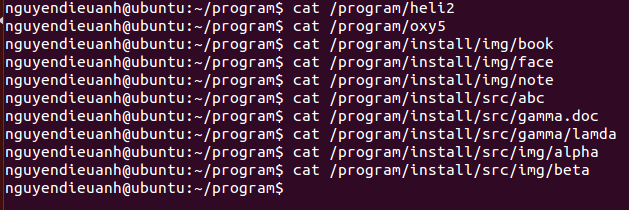 nguyendieuanh@ubuntu:~/program$ cat /program/heli2
nguyendieuanh@ubuntu:~/program$ cat /program/oxy5
nguyendieuanh@ubuntu:~/program$ cat /program/install/img/book
nguyendieuanh@ubuntu:~/program$ cat /program/install/img/face
nguyendieuanh@ubuntu:~/program$ cat /program/install/img/note
nguyendieuanh@ubuntu:~/program$ cat /program/install/src/abc
nguyendieuanh@ubuntu:~/program$ cat /program/install/src/gamma.doc
nguyendieuanh@ubuntu:~/program$ cat /program/install/src/gamma/lamda
nguyendieuanh@ubuntu:~/program$ cat /program/install/src/img/alpha
nguyendieuanh@ubuntu:~/program$ cat /program/install/src/img/beta
nguyendieuanh@ubuntu:~/program$